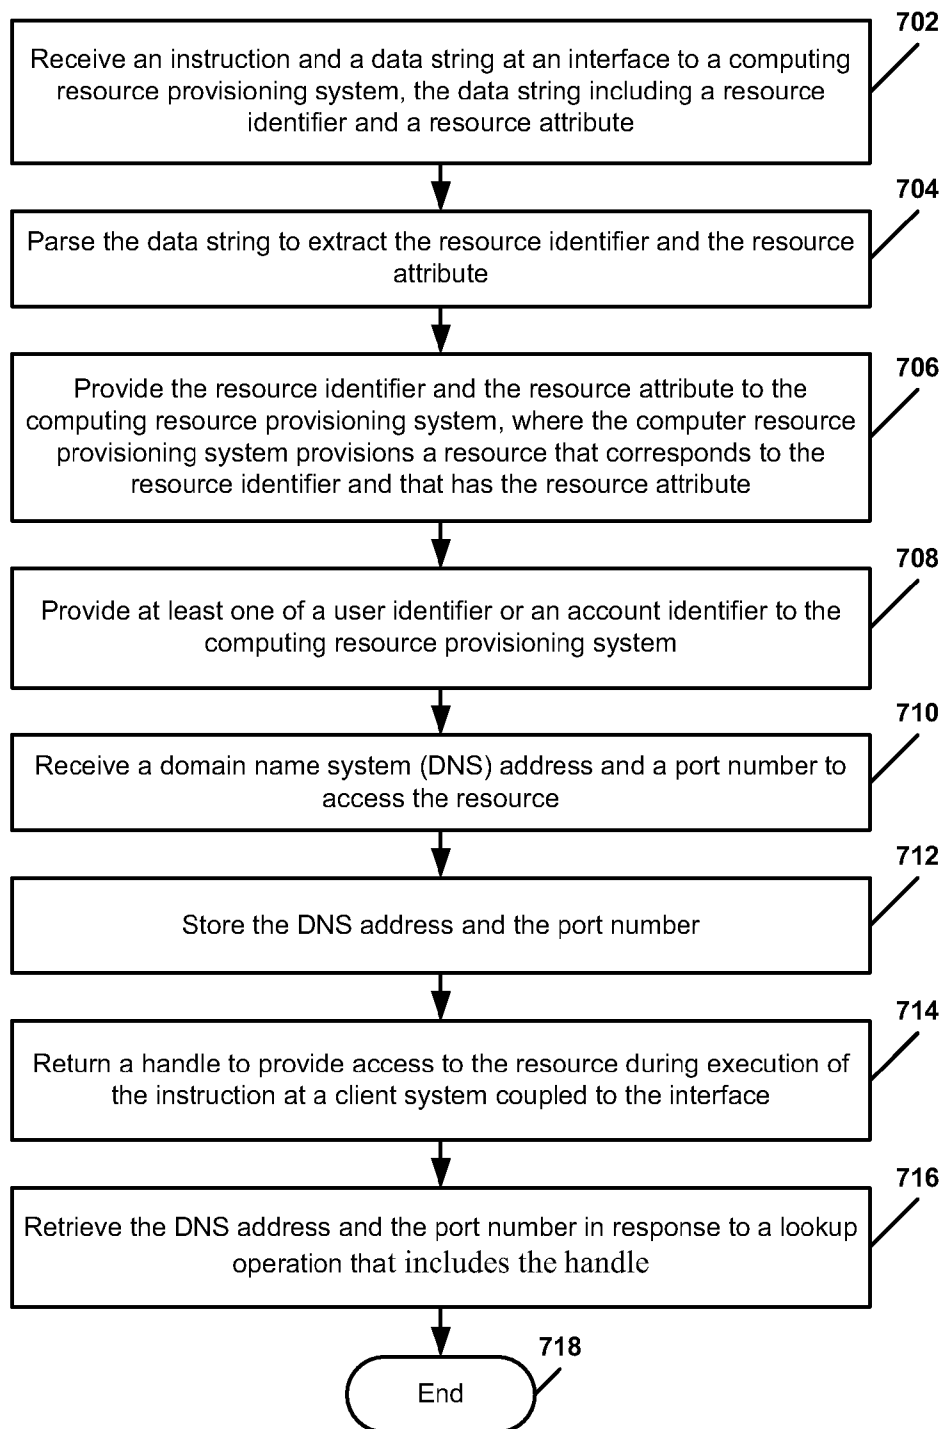 702
Receive an instruction and a data string at an interface to a computing
resource provisioning system, the data string including a resource
identifier and a resource attribute
704
Parse the data string to extract the resource identifier and the resource
attribute
706
Provide the resource identifier and the resource attribute to the
computing resource provisioning system, where the computer resource
provisioning system provisions a resource that corresponds to the
resource identifier and that has the resource attribute
708
Provide at least one of a user identifier or an account identifier to the
computing resource provisioning system
710
Receive a domain name system (DNS) address and a port number to
access the resource
712
Store the DNS address and the port number
714
Return a handle to provide access to the resource during execution of
the instruction at a client system coupled to the interface
716
Retrieve the DNS address and the port number in response to a lookup
operation that includes the handle
718
End